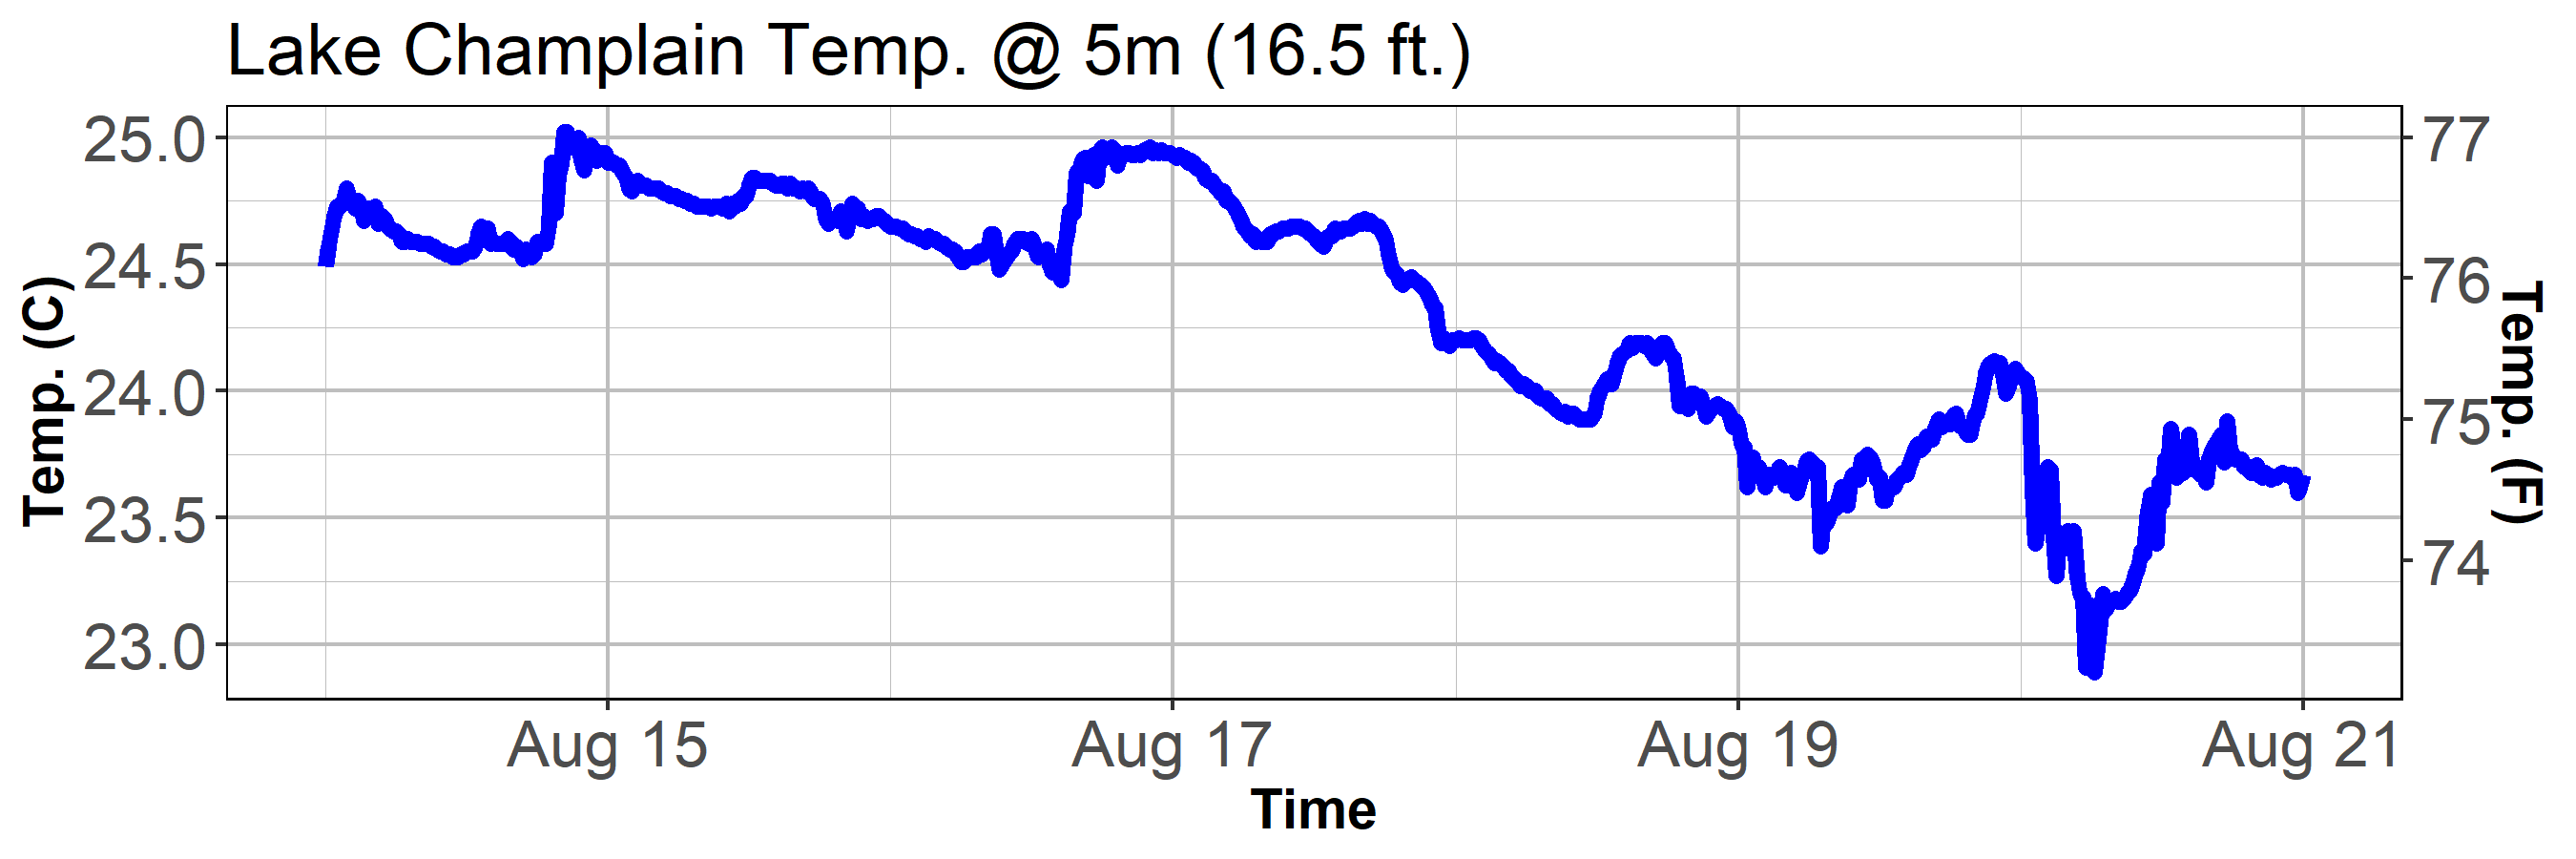 Lake Champlain Temp. @ 5m (16.5 ft.)
Temp. (C)
25.0
24.5
24.0
23.5
23.0
77
76
75
74
Temp. (F)
Aug 15 Aug 17 Aug 19 Aug 21
Time